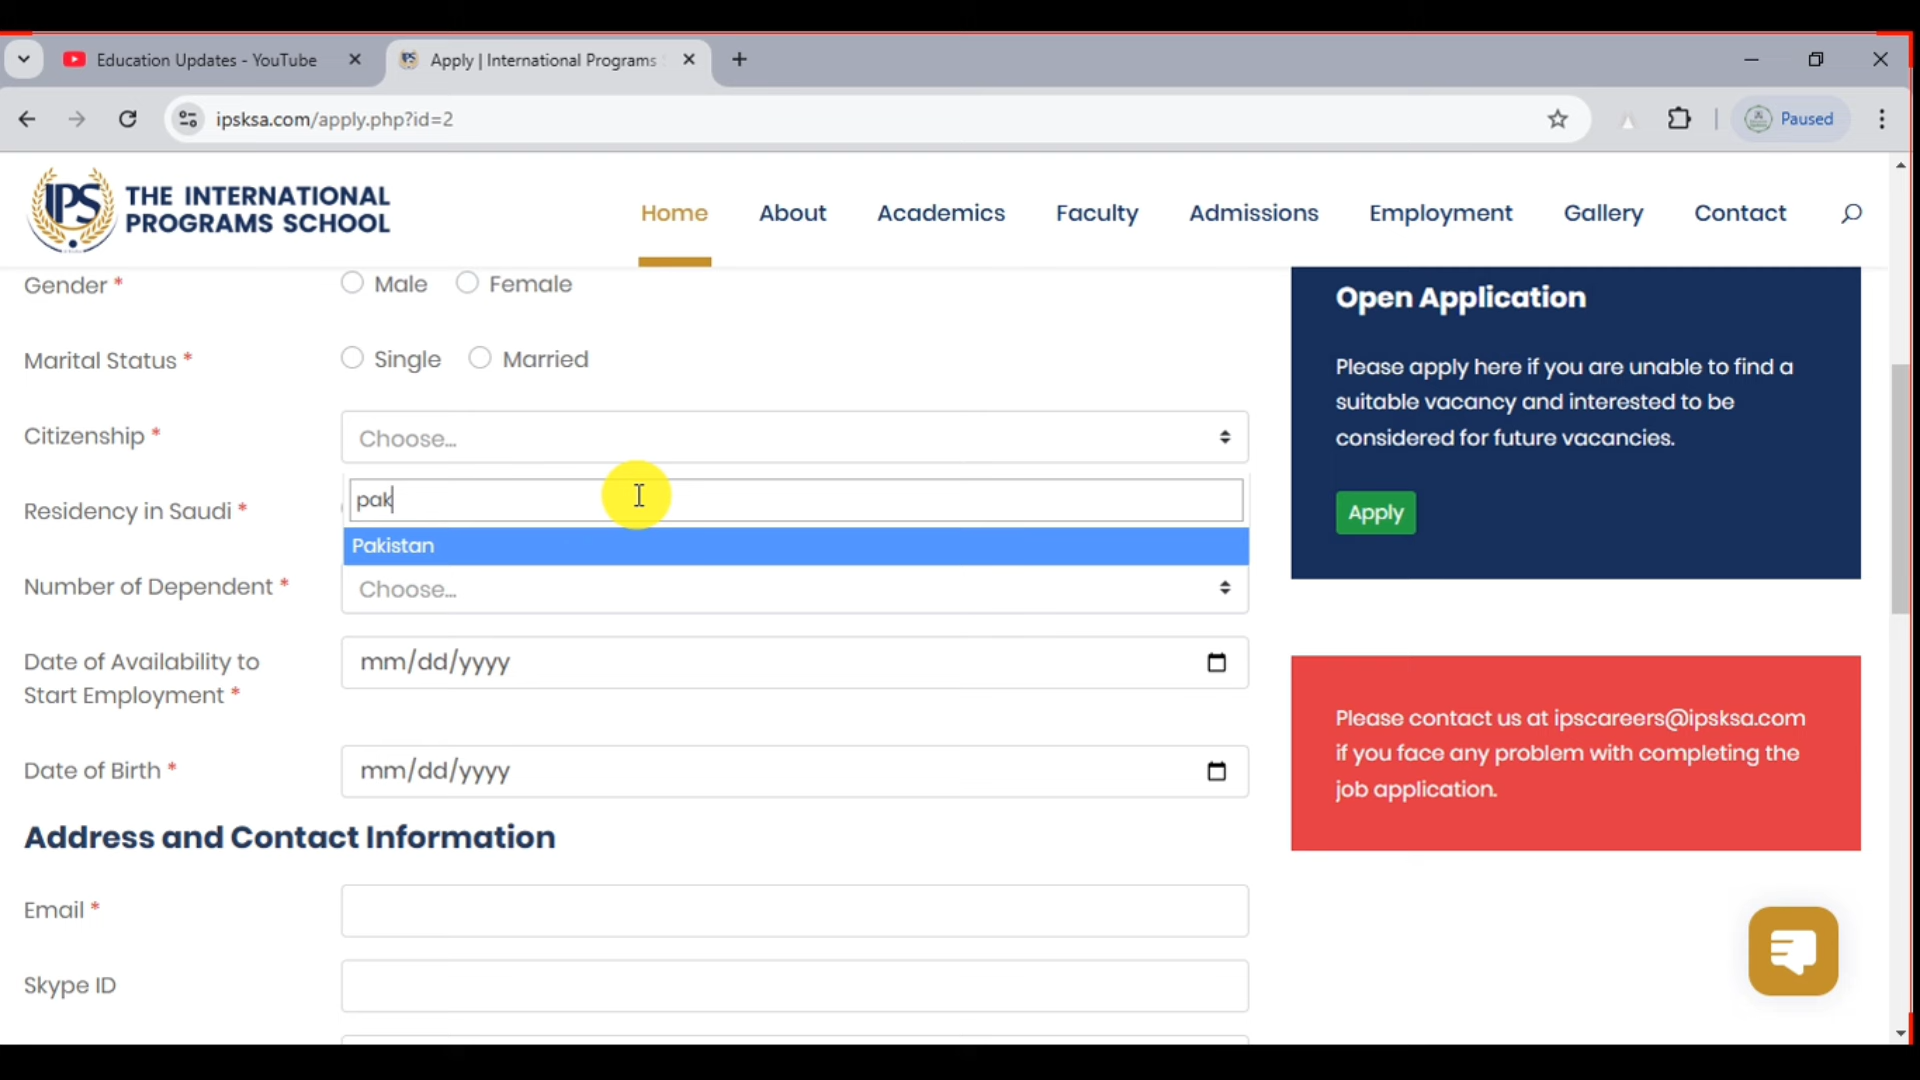 Education Updates - YouTube
Apply | International Programs
ipsksa.com/apply.php?id=2
Paused
IPS
THE INTERNATIONAL
PROGRAMS SCHOOL
Home
About
Academics
Faculty
Admissions
Employment
Gallery
Contact
Gender *
Male
Female
Marital Status *
Single
Married
Citizenship *
Choose...
pak
Pakistan
Residency in Saudi *
Number of Dependent *
Choose...
Date of Availability to
Start Employment *
mm/dd/yyyy
Date of Birth *
mm/dd/yyyy
Address and Contact Information
Email *
Skype ID
Open Application
Please apply here if you are unable to find a
suitable vacancy and interested to be
considered for future vacancies.
Apply
Please contact us at ipscareers@ipsksa.com
if you face any problem with completing the
job application.